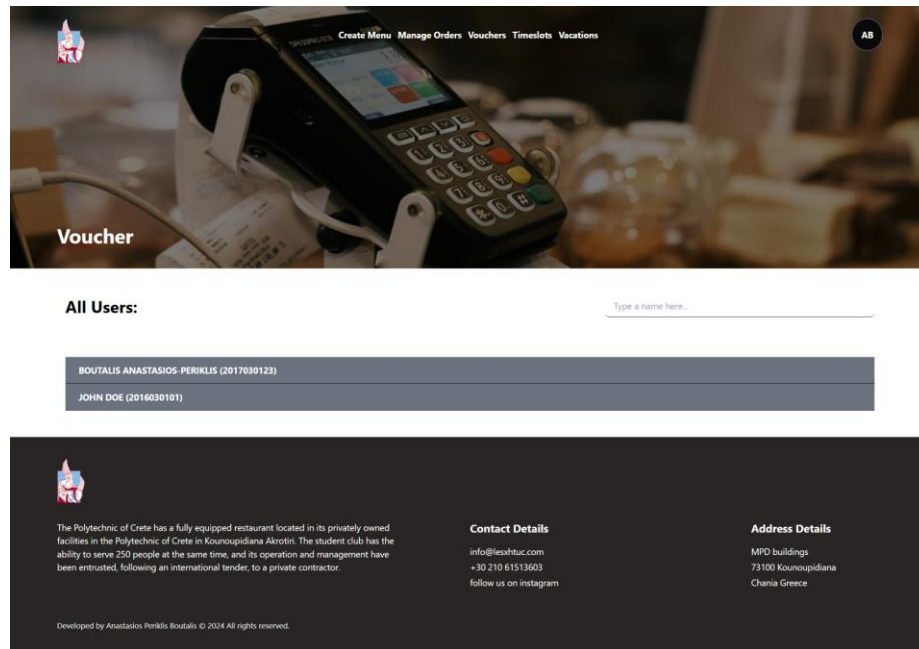 Create Menu Manage Orders Vouchers Timeslots Vacations
AB
Voucher
All Users:
Type a name here...
BOUTALIS ANASTASIOS-PERIKLIS (2017030123)
JOHN DOE (2016030101)
The Polytechnic of Crete has a fully equipped restaurant located in its privately owned
facilities in the Polytechnic of Crete in Kounoupidiana Akrotiri. The student club has the
ability to serve 250 people at the same time, and its operation and management have
been entrusted, following an international tender, to a private contractor.
Contact Details
info@lesxhtuc.com
+30 210 61513603
follow us on instagram
Address Details
MPD buildings
73100 Kounoupidiana
Chania Greece
Developed by Anastasios Periklis Boutalis © 2024 All rights reserved.